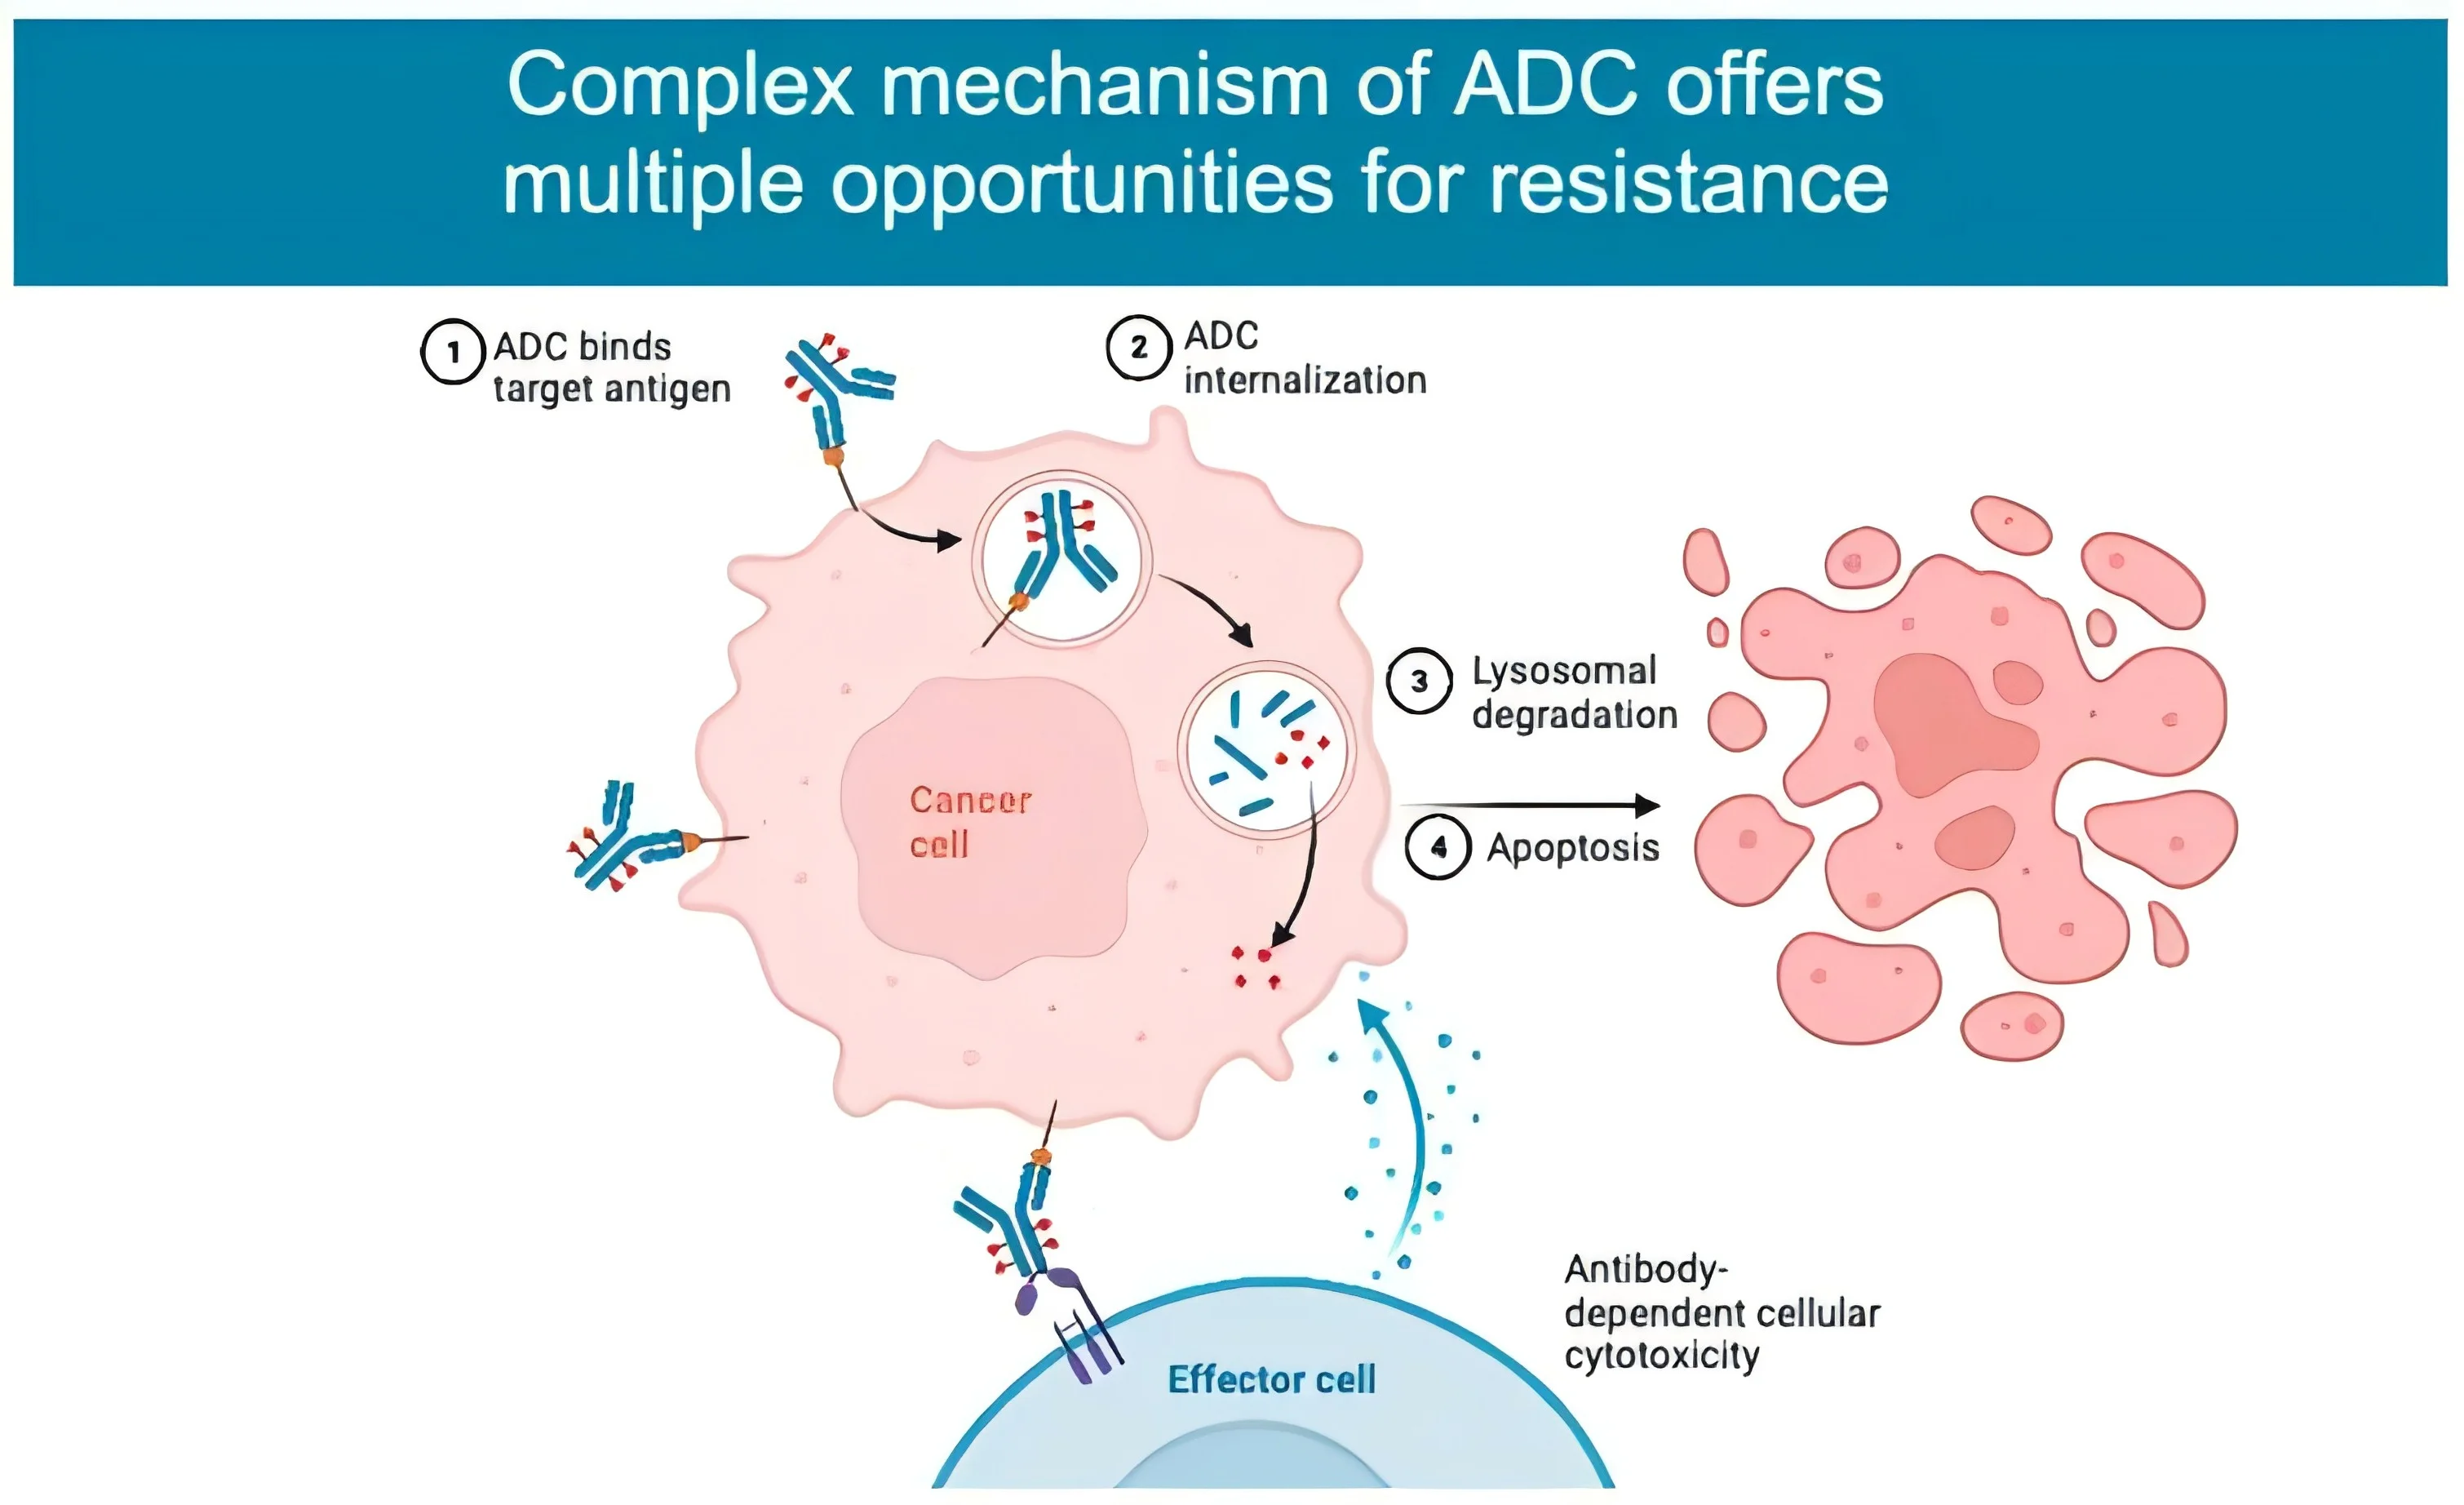 Complex mechanism of ADC offers
multiple opportunities for resistance
1 ADC binds
target antigen
2 ADC
internalization
3 Lysosomal
degradation
4 Apoptosis
Cancer
cell
Antibody-
dependent cellular
cytotoxicity
Effector cell